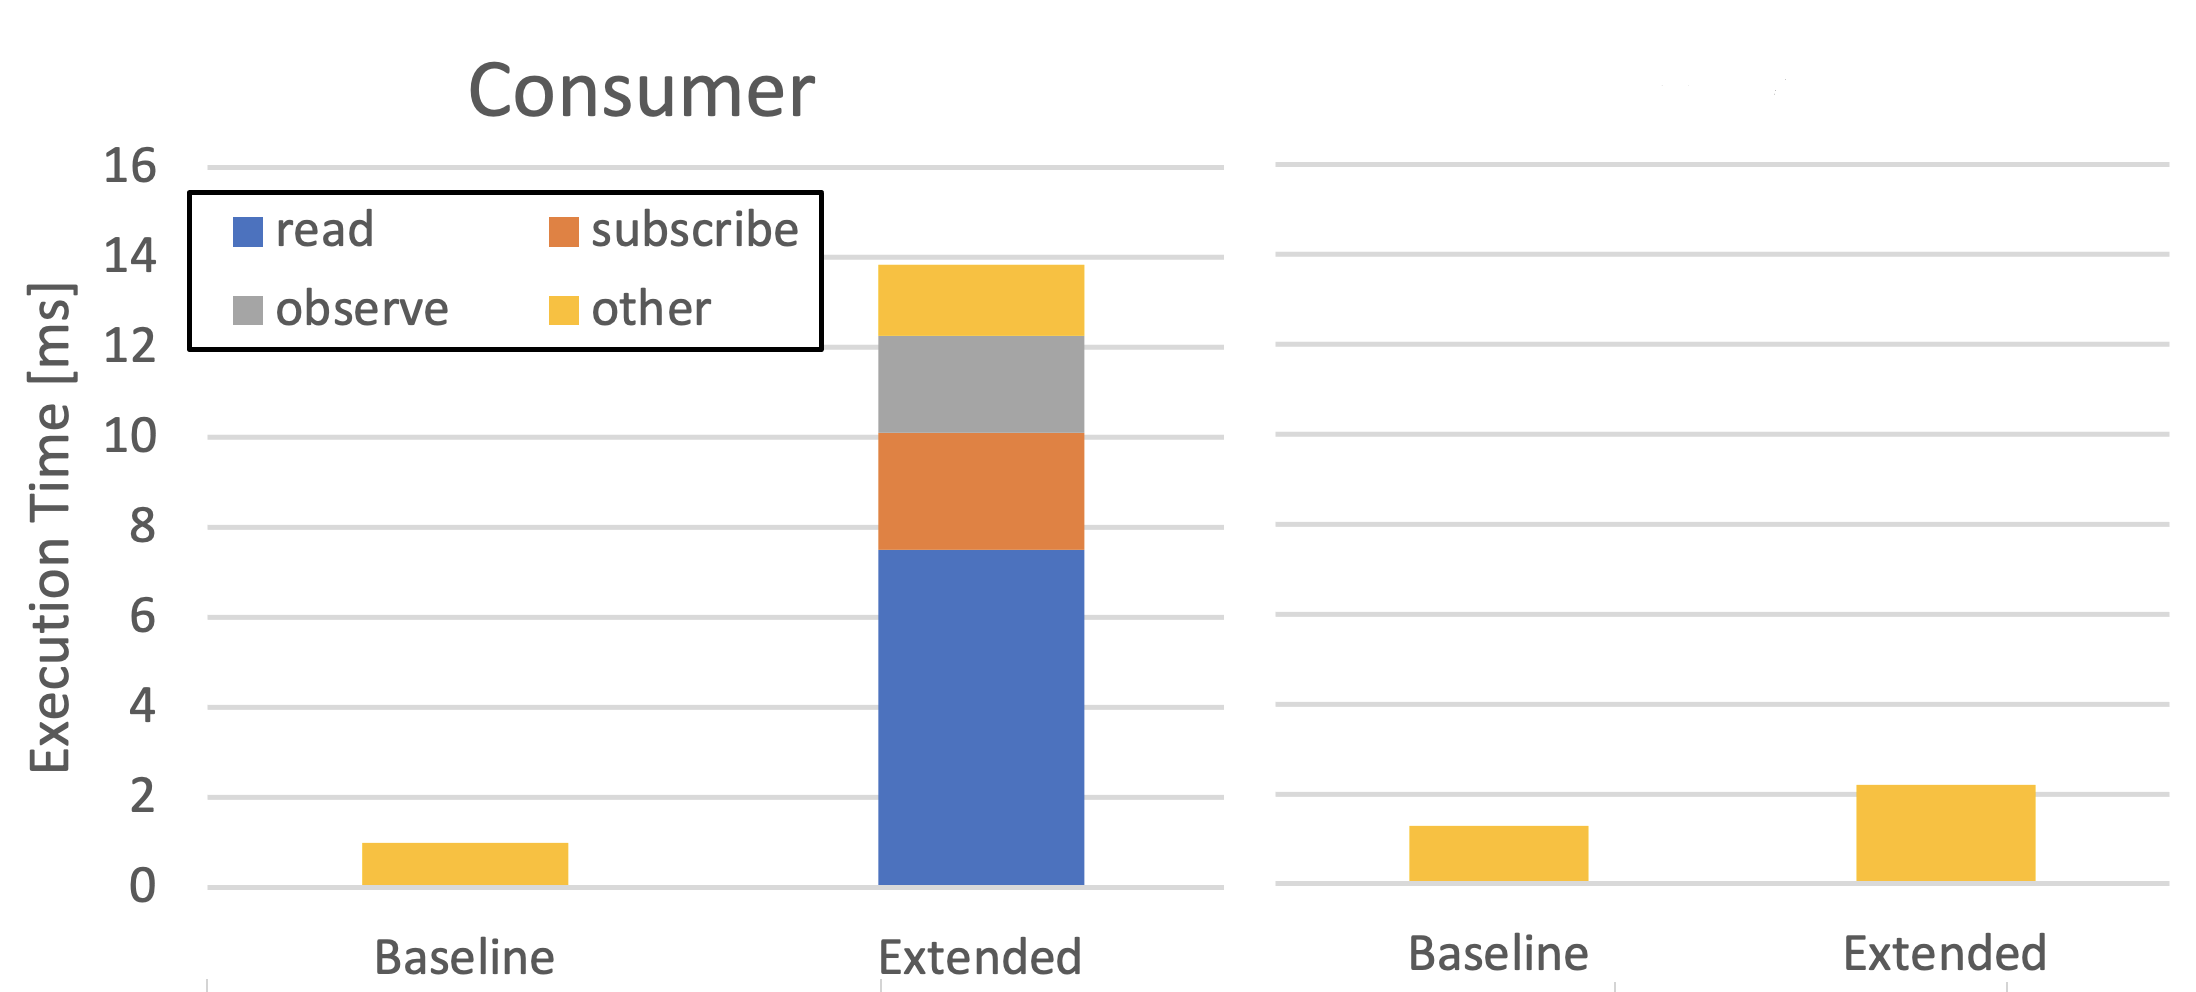 Consumer
16
14
12
10
8
6
4
2
0
Execution Time [ms]
read subscribe
observe other
Baseline Extended
Baseline Extended